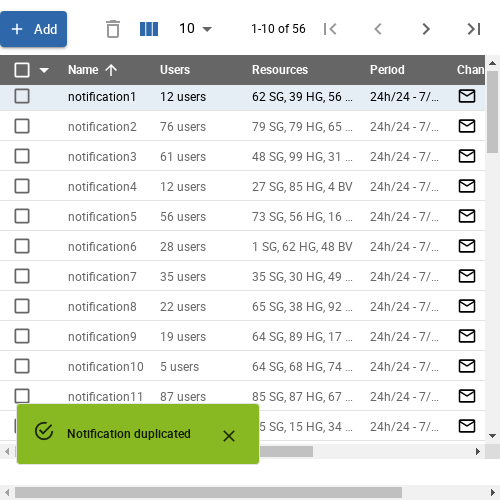 Add 10 1-10 of 56
Name Users Resources Period Chan
notification1 12 users 62 SG, 39 HG, 56 ... 24h/24 - 7/...
notification2 76 users 79 SG, 79 HG, 65 ... 24h/24 - 7/...
notification3 61 users 48 SG, 99 HG, 31 ... 24h/24 - 7/...
notification4 12 users 27 SG, 85 HG, 4 BV 24h/24 - 7/...
notification5 56 users 73 SG, 56 HG, 16 ... 24h/24 - 7/...
notification6 28 users 1 SG, 62 HG, 48 BV 24h/24 - 7/...
notification7 35 users 35 SG, 30 HG, 49 ... 24h/24 - 7/...
notification8 22 users 65 SG, 38 HG, 92 ... 24h/24 - 7/...
notification9 19 users 64 SG, 89 HG, 17 ... 24h/24 - 7/...
notification10 5 users 64 SG, 68 HG, 74 ... 24h/24 - 7/...
notification11 87 users 85 SG, 87 HG, 67 ... 24h/24 - 7/...
SG, 15 HG, 34 ... 24h/24 - 7/...
Notification duplicated